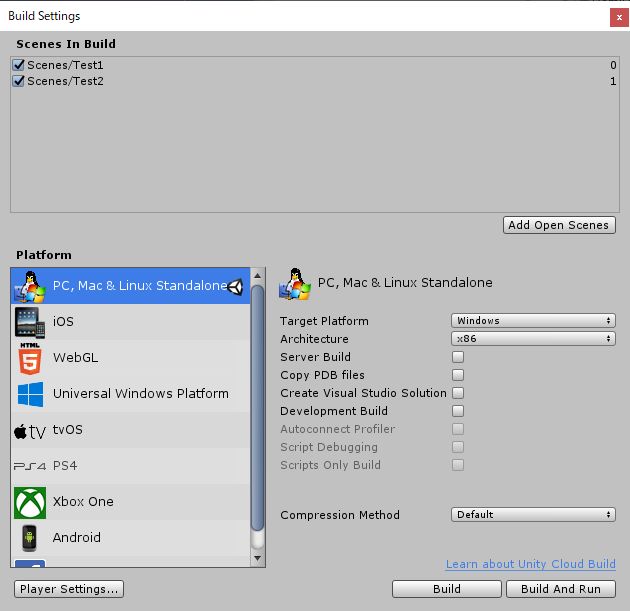 Build Settings
x
Scenes In Build
Scenes/Test1 0
Scenes/Test2 1
Add Open Scenes
Platform
PC, Mac & Linux Standalone
iOS
HTML
5
WebGL
Universal Windows Platform
tv
tvOS
PS4
PS4
Xbox One
Android
PC, Mac & Linux Standalone
Target Platform Windows
Architecture x86
Server Build
Copy PDB files
Create Visual Studio Solution
Development Build
Autoconnect Profiler
Script Debugging
Scripts Only Build
Compression Method Default
Learn about Unity Cloud Build
Player Settings...
Build
Build And Run